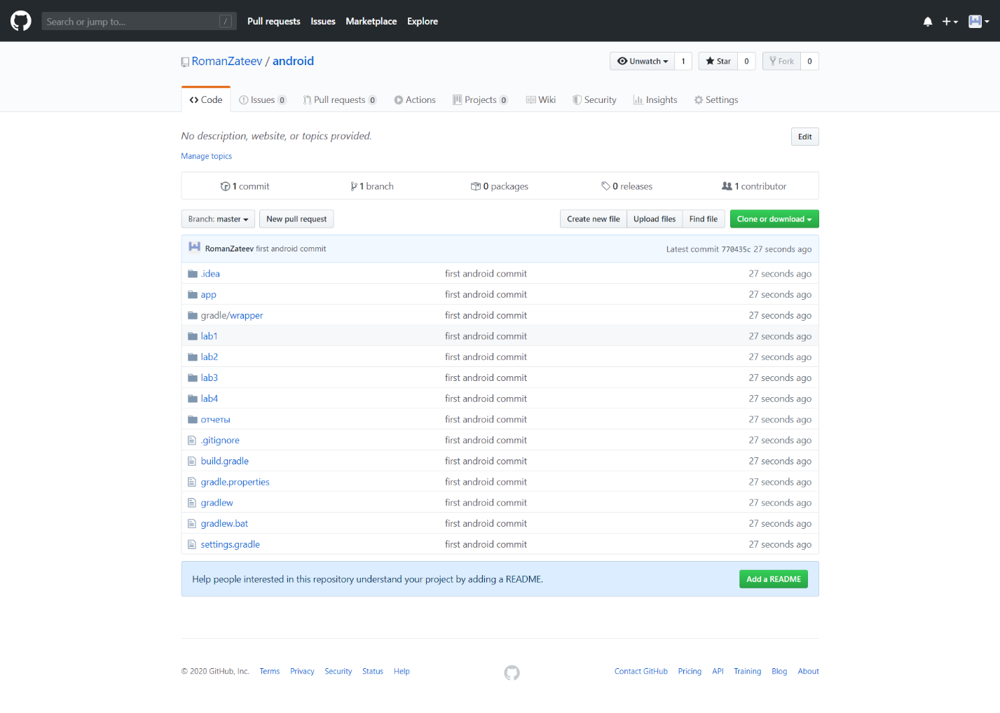 Search or jump to... /
Pull requests Issues Marketplace Explore
RomanZateev / android
Unwatch 1 Star 0 Fork 0
Code Issues 0 Pull requests 0 Actions Projects 0 Wiki Security Insights Settings
No description, website, or topics provided.
Edit
Manage topics
1 commit 1 branch 0 packages 0 releases 1 contributor
Branch: master New pull request Create new file Upload files Find file Clone or download
RomanZateev first android commit Latest commit 770435c 27 seconds ago
.idea first android commit 27 seconds ago
app first android commit 27 seconds ago
gradle/wrapper first android commit 27 seconds ago
lab1 first android commit 27 seconds ago
lab2 first android commit 27 seconds ago
lab3 first android commit 27 seconds ago
lab4 first android commit 27 seconds ago
отчеты first android commit 27 seconds ago
.gitignore first android commit 27 seconds ago
build.gradle first android commit 27 seconds ago
gradle.properties first android commit 27 seconds ago
gradlew first android commit 27 seconds ago
gradlew.bat first android commit 27 seconds ago
settings.gradle first android commit 27 seconds ago
Help people interested in this repository understand your project by adding a README. Add a README
© 2020 GitHub, Inc. Terms Privacy Security Status Help Contact GitHub Pricing API Training Blog About